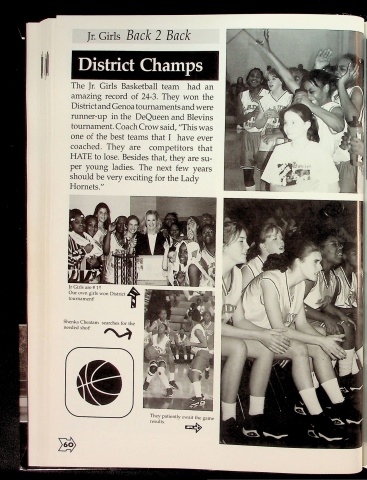 Jr. Girls Back 2 Back
District Champs
The Jr. Girls Basketball team had an
amazing record of 24-3. They won the
District and Genoa tournaments and were
runner-up in the DeQueen and Blevins
tournament. Coach Crow said, "This was
one of the best teams that I have ever
coached. They are competitors that
HATE to lose. Besides that, they are su-
per young ladies. The next few years
should be very exciting for the Lady
Hornets."
Jr Girls are # 1!!
Our own girls won District
tournament!
Shenka Cheatam searches for the
needed shot!
They patiently await the game
results.
60